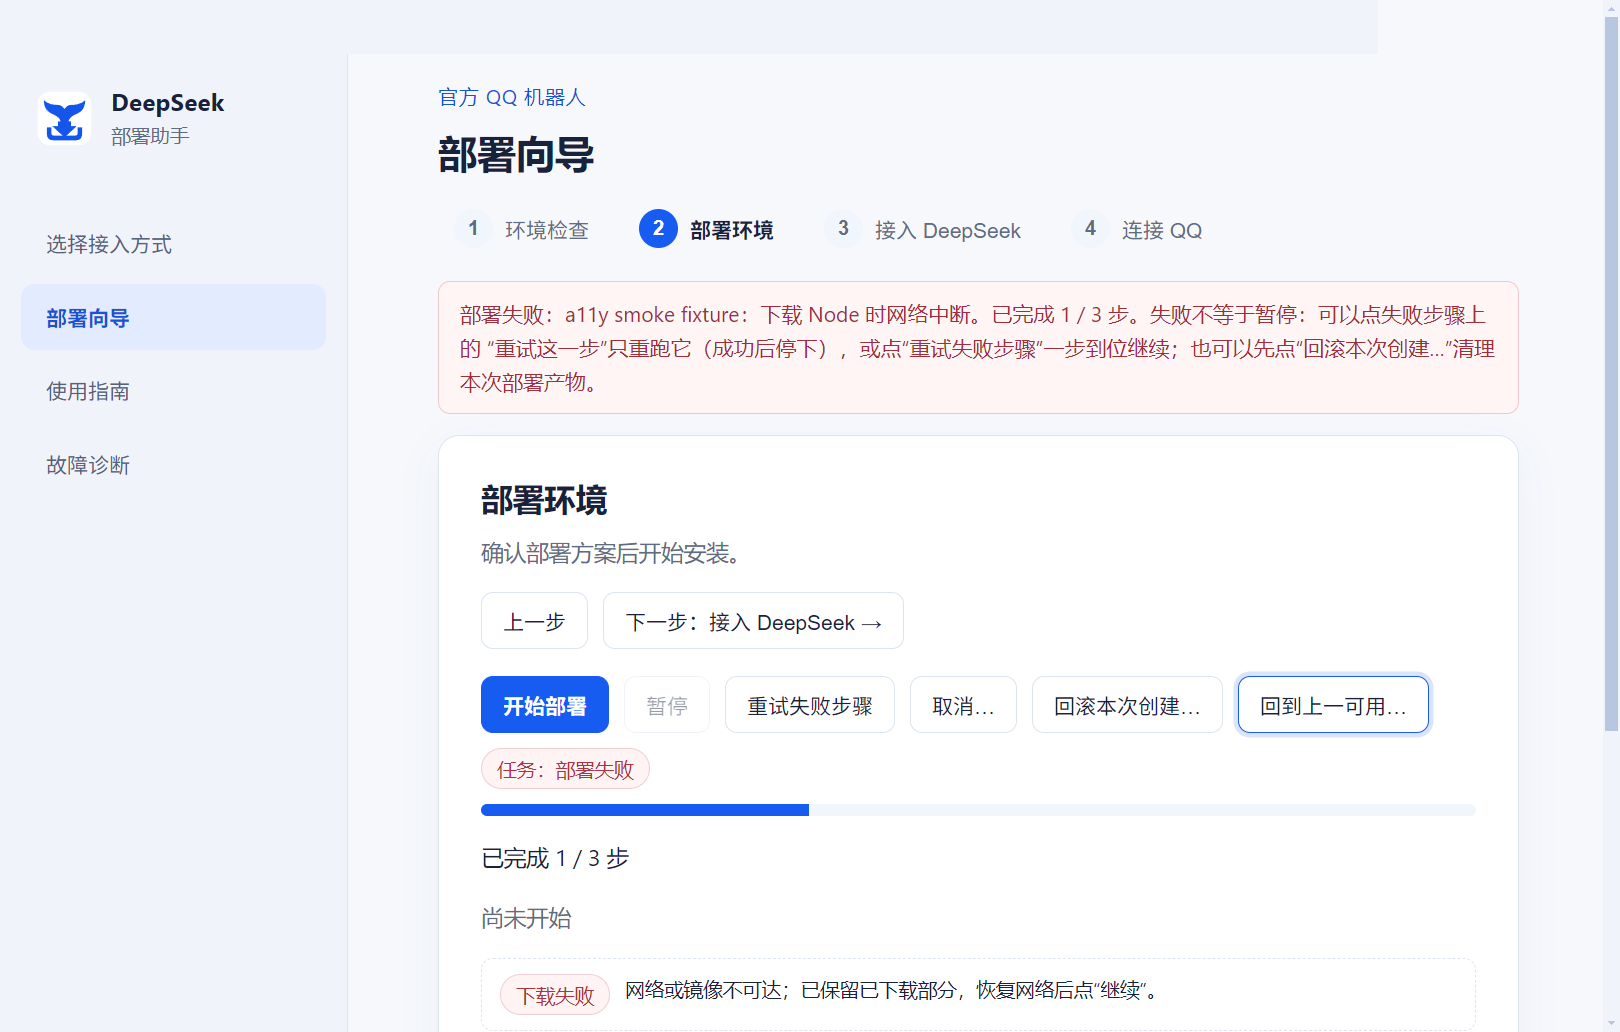 DeepSeek
部署助手
选择接入方式
部署向导
使用指南
故障诊断
官方 QQ 机器人
部署向导
1 环境检查 2 部署环境 3 接入 DeepSeek 4 连接 QQ
部署失败：a11y smoke fixture：下载 Node 时网络中断。已完成 1 / 3 步。失败不等于暂停：可以点失败步骤上
的 “重试这一步”只重跑它（成功后停下），或点“重试失败步骤”一步到位继续；也可以先点“回滚本次创建…”清理
本次部署产物。
部署环境
确认部署方案后开始安装。
上一步 下一步：接入 DeepSeek →
开始部署 暂停 重试失败步骤 取消… 回滚本次创建… 回到上一可用…
任务：部署失败
已完成 1 / 3 步
尚未开始
下载失败 网络或镜像不可达；已保留已下载部分，恢复网络后点“继续”。